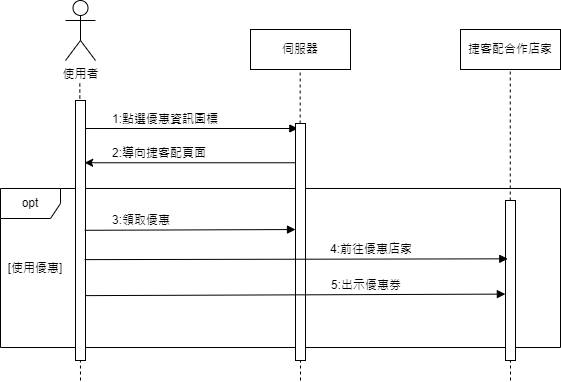 使用者
伺服器
捷客配合作店家
1:點選優惠資訊圖標
2:導向捷客配頁面
opt
3:領取優惠
4:前往優惠店家
[使用優惠]
5:出示優惠券